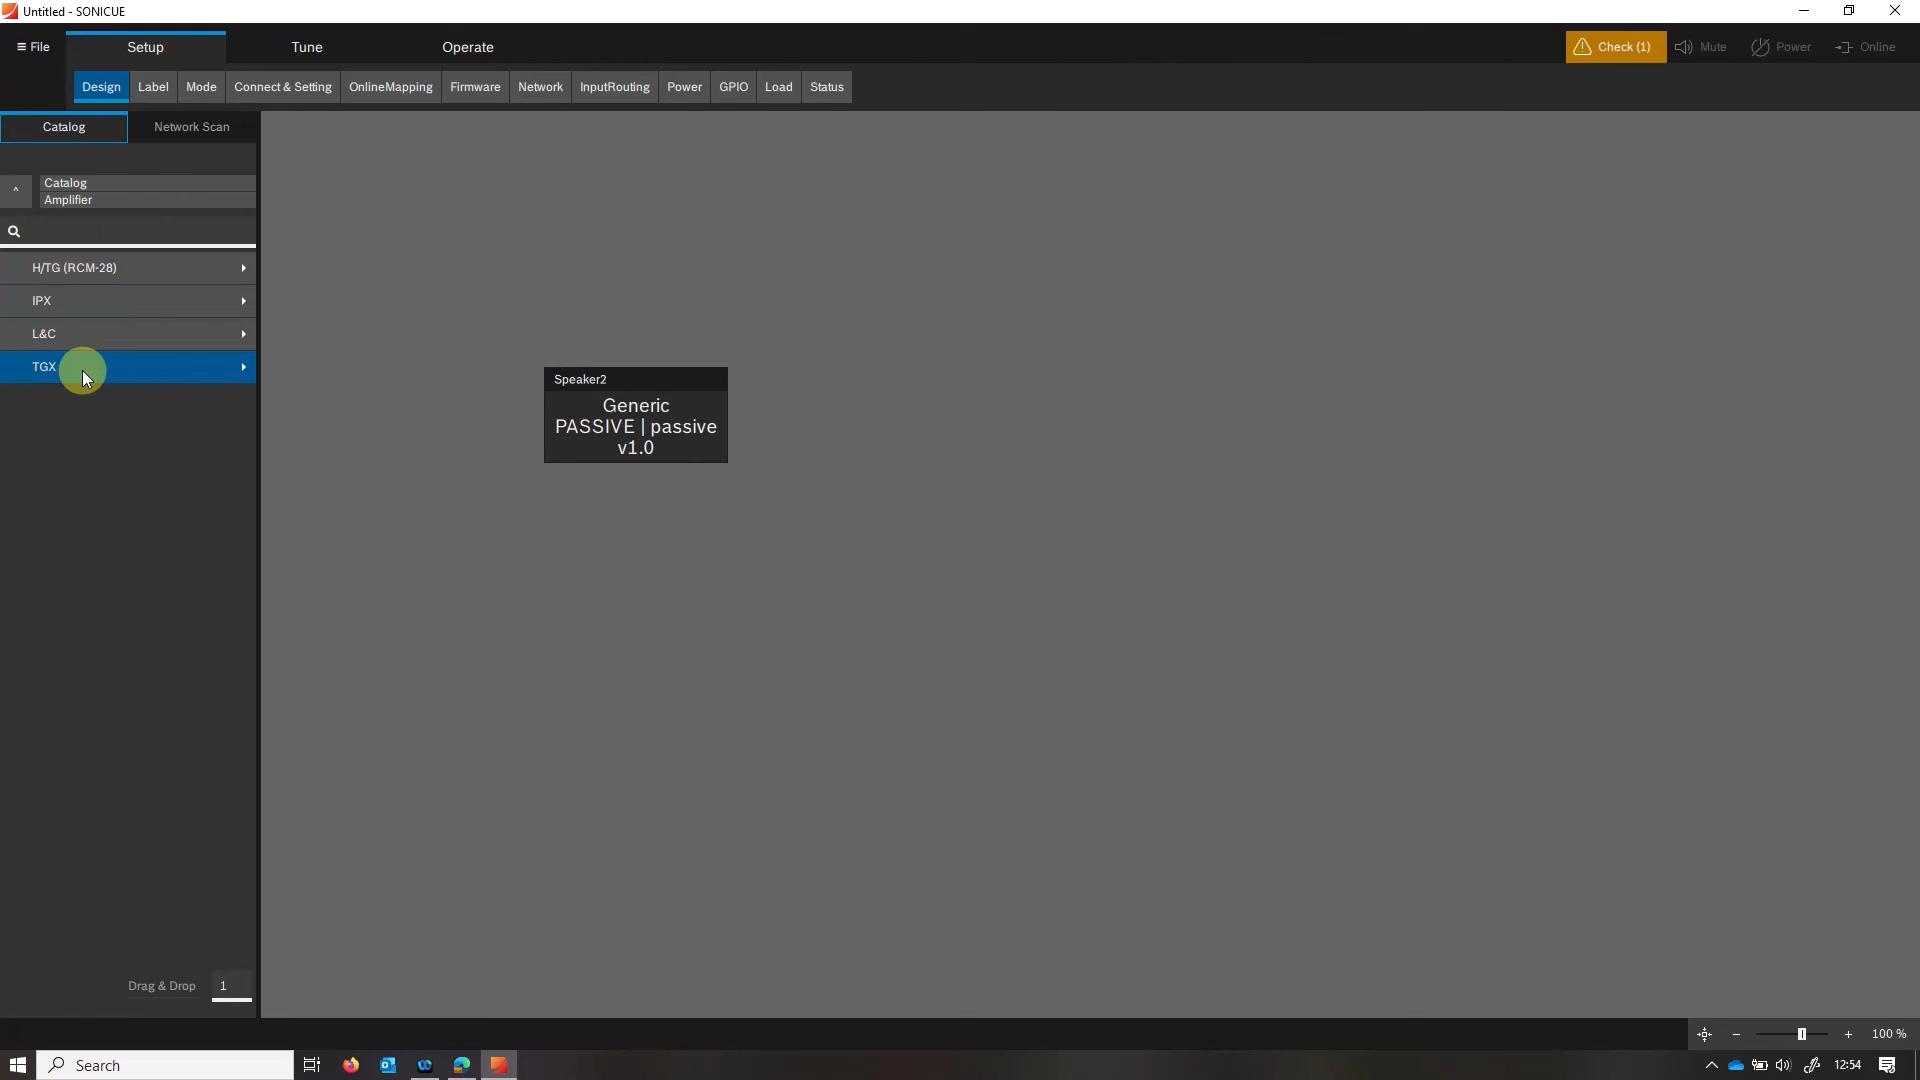 Untitled - SONICUE
≡ File
Setup
Tune
Operate
Check (1)
Mute
Power
Online
Design
Label
Mode
Connect & Setting
OnlineMapping
Firmware
Network
InputRouting
Power
GPIO
Load
Status
Catalog
Network Scan
Catalog
Amplifier
H/TG (RCM-28)
IPX
L&C
TGX
Speaker2
Generic
PASSIVE | passive
v1.0
Drag & Drop
1
100 %
Search
12:54